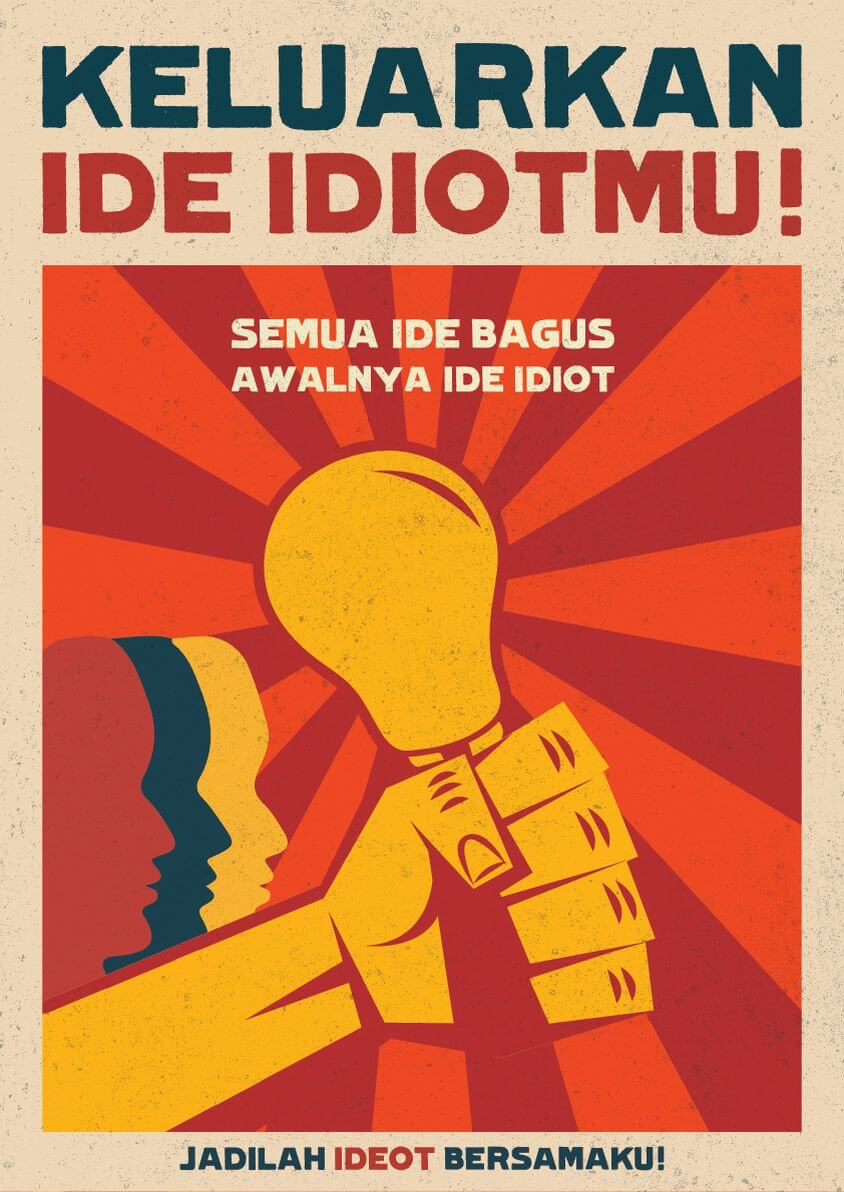 KELUARKAN
IDE IDIOTMU!
SEMUA IDE BAGUS
AWALNYA IDE IDIOT
JADILAH IDEOT BERSAMAKU!